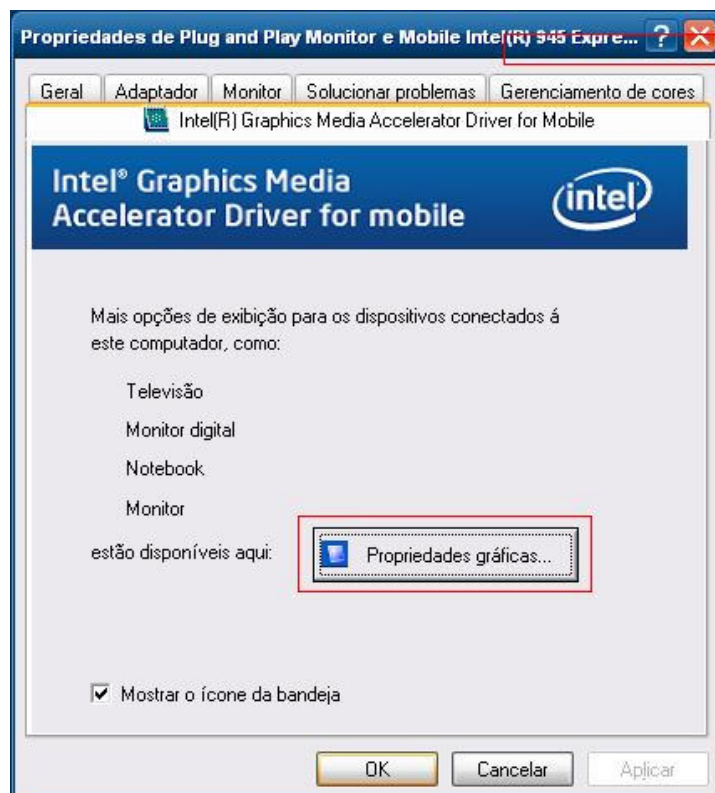 Propriedades de Plug and Play Monitor e Mobile Intel(R) 945 Expre... ?
Geral Adaptador Monitor Solucionar problemas Gerenciamento de cores
Intel(R) Graphics Media Accelerator Driver for Mobile
Intel® Graphics Media
Accelerator Driver for mobile
intel
Mais opções de exibição para os dispositivos conectados á
este computador, como:
Televisão
Monitor digital
Notebook
Monitor
estão disponíveis aqui: Propriedades gráficas...
Mostrar o ícone da bandeja
OK Cancelar Aplicar